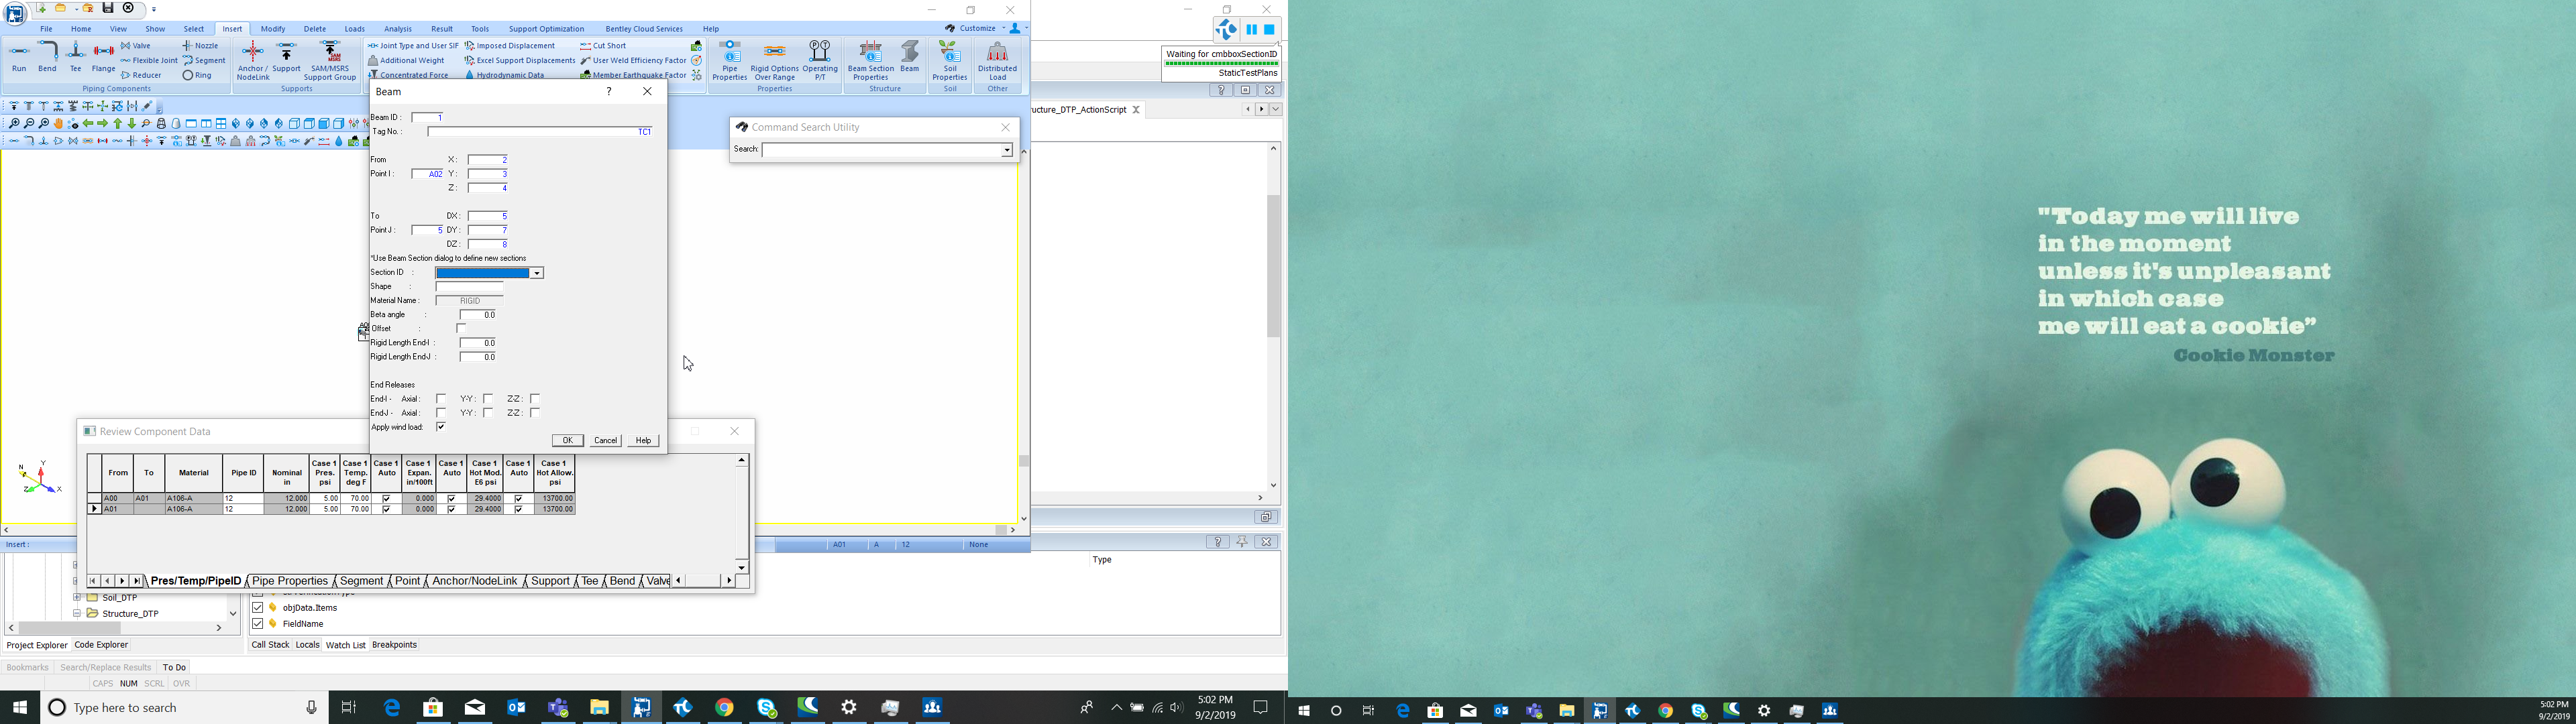 File Home View Show Select Insert Modify Delete Loads Analysis Result Tools Support Optimization Bentley Cloud Services Help
Customize
Run Bend Tee Flange
Valve
Flexible Joint
Reducer
Nozzle
Segment
Ring
Piping Components
Anchor / NodeLink
Support
SAM/MSRS Support Group
Supports
Joint Type and User SIF
Additional Weight
Concentrated Force
Imposed Displacement
Excel Support Displacements
Hydrodynamic Data
Cut Short
User Weld Efficiency Factor
Member Earthquake Factor
Pipe Properties
Rigid Options Over Range
Operating P/T
Properties
Beam Section Properties
Beam
Structure
Soil Properties
Soil
Distributed Load
Other
Waiting for cmbboxSectionID
StaticTestPlans
ructure_DTP_ActionScript
Command Search Utility
Search:
Beam
Beam ID : 1
Tag No. : TC1
From X : 2
Point I : A02 Y : 3
Z : 4
To DX : 5
Point J : 5 DY : 7
DZ : 8
*Use Beam Section dialog to define new sections
Section ID :
Shape :
Material Name : RIGID
Beta angle : 0.0
Offset :
Rigid Length End-I : 0.0
Rigid Length End-J : 0.0
End Releases
End-I - Axial : Y-Y : Z-Z :
End-J - Axial : Y-Y : Z-Z :
Apply wind load:
OK Cancel Help
Review Component Data
From To Material Pipe ID Nominal in Case 1 Pres. psi Case 1 Temp. deg F Case 1 Auto Case 1 Expan. in/100ft Case 1 Auto Case 1 Hot Mod. E6 psi Case 1 Auto Case 1 Hot Allow. psi
A00 A01 A106-A 12 12.000 5.00 70.00 0.000 29.4000 13700.00
A01 A106-A 12 12.000 5.00 70.00 0.000 29.4000 13700.00
Pres/Temp/PipeID Pipe Properties Segment Point Anchor/NodeLink Support Tee Bend Valve
N Y Z X
Insert :
A01 A 12 None
Type
Soil_DTP
Structure_DTP
objData.Items
FieldName
Project Explorer Code Explorer
Call Stack Locals Watch List Breakpoints
Bookmarks Search/Replace Results To Do
CAPS NUM SCRL OVR
Type here to search
5:02 PM
9/2/2019
"Today me will live
in the moment
unless it's unpleasant
in which case
me will eat a cookie”
Cookie Monster
5:02 PM
9/2/2019